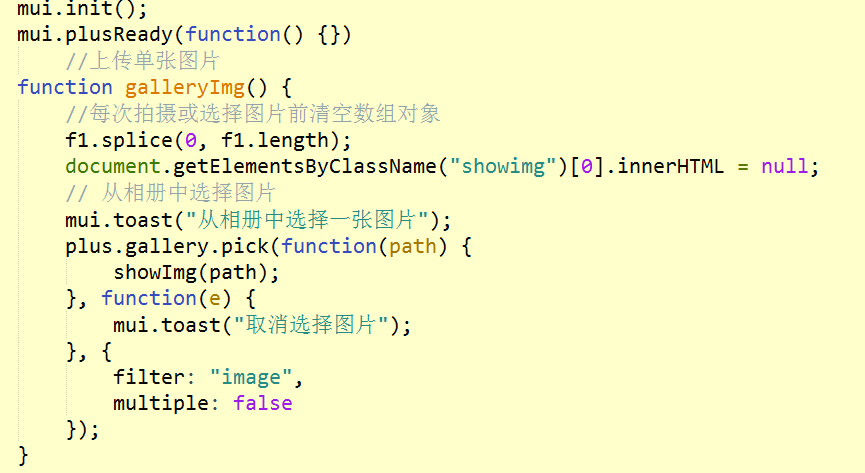 mui.init();
mui.plusReady(function() {})
    //上传单张图片
function galleryImg() {
    //每次拍摄或选择图片前清空数组对象
    f1.splice(0, f1.length);
    document.getElementsByClassName("showimg")[0].innerHTML = null;
    // 从相册中选择图片
    mui.toast("从相册中选择一张图片");
    plus.gallery.pick(function(path) {
        showImg(path);
    }, function(e) {
        mui.toast("取消选择图片");
    }, {
        filter: "image",
        multiple: false
    });
}